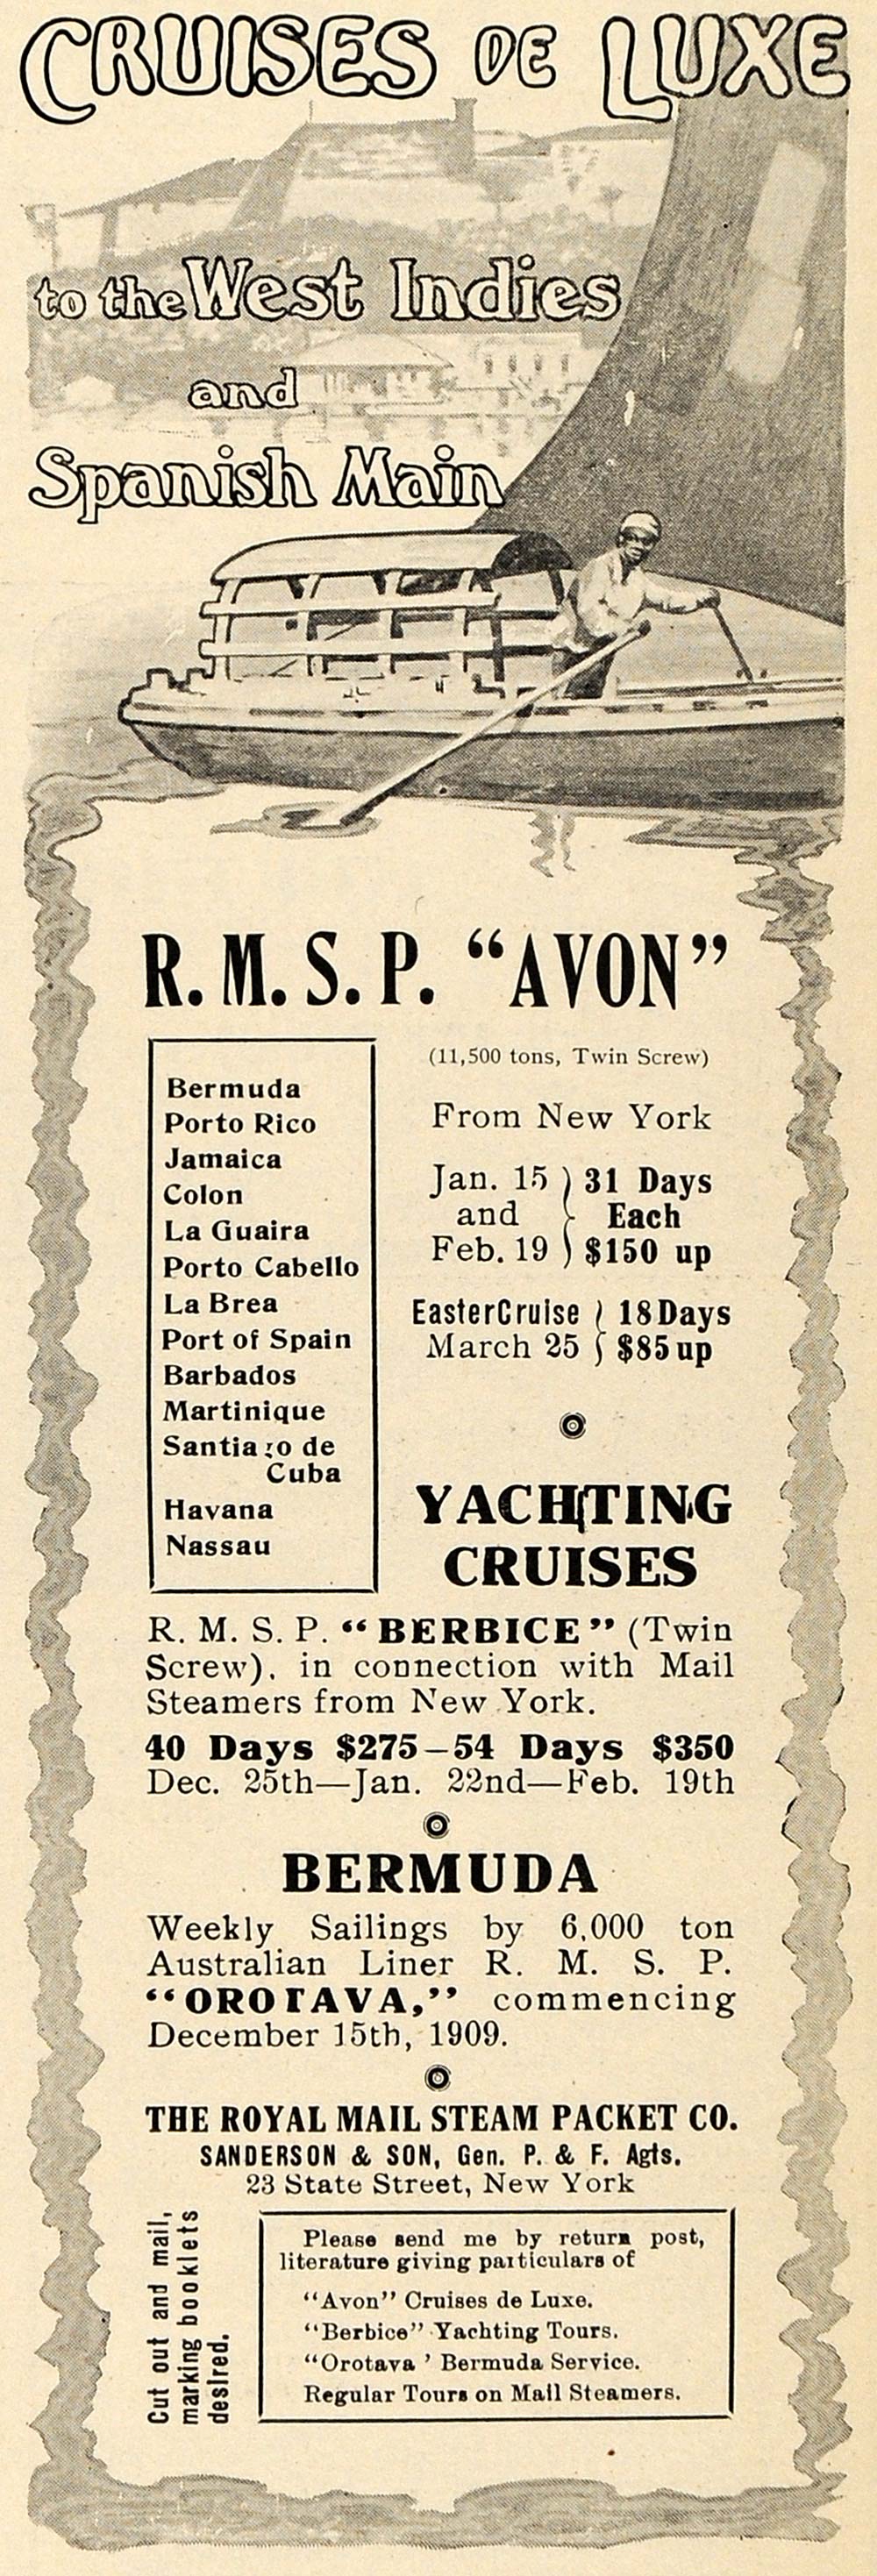 CRUISES DE LUXE
to the West Indies
and
Spanish Main
R. M. S. P. “AVON”
Bermuda
Porto Rico
Jamaica
Colon
La Guaira
Porto Cabello
La Brea
Port of Spain
Barbados
Martinique
Santiago de
Cuba
Havana
Nassau
(11,500 tons, Twin Screw)
From New York
Jan. 15 } 31 Days
and } Each
Feb. 19 } $150 up
Easter Cruise } 18 Days
March 25 } $85 up
YACHTING
CRUISES
R. M. S. P. “BERBICE” (Twin
Screw), in connection with Mail
Steamers from New York.
40 Days $275–54 Days $350
Dec. 25th—Jan. 22nd—Feb. 19th
BERMUDA
Weekly Sailings by 6,000 ton
Australian Liner R. M. S. P.
“OROTAVA,” commencing
December 15th, 1909.
THE ROYAL MAIL STEAM PACKET CO.
SANDERSON & SON, Gen. P. & F. Agts.
23 State Street, New York
Cut out and mail,
marking booklets
desired.
Please send me by return post,
literature giving particulars of
“Avon” Cruises de Luxe.
“Berbice” Yachting Tours.
“Orotava’ Bermuda Service.
Regular Tours on Mail Steamers.